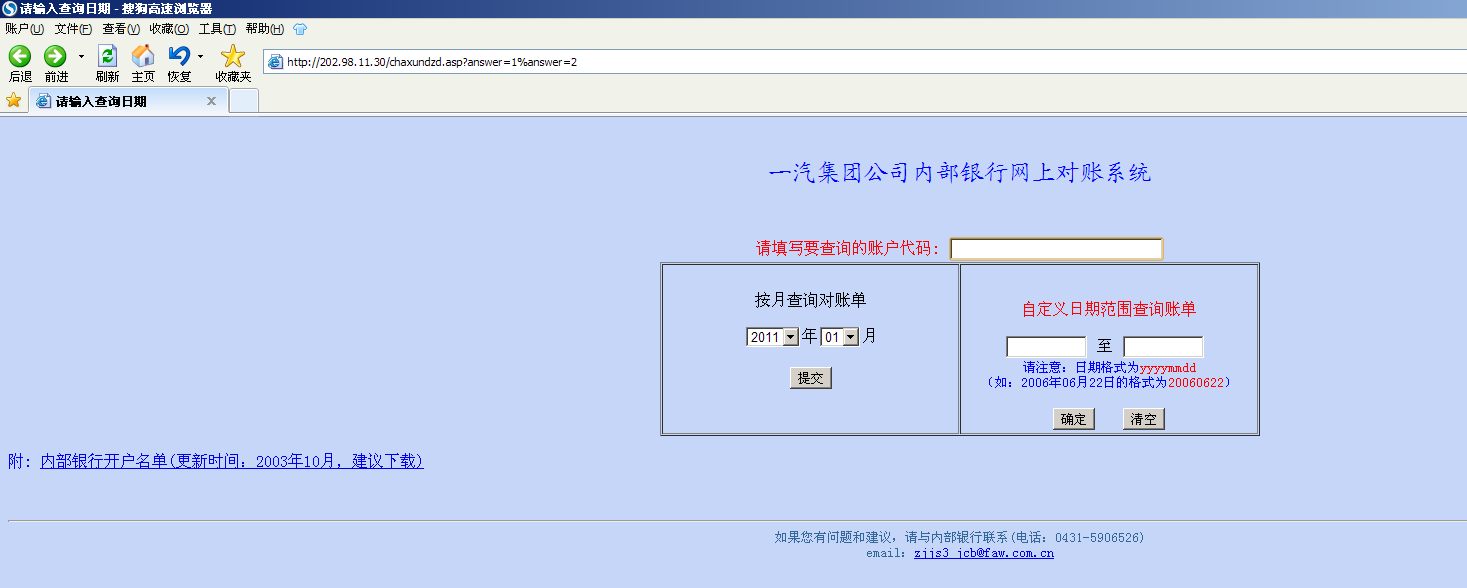 请输入查询日期 - 搜狗高速浏览器
账户(U) 文件(F) 查看(V) 收藏(O) 工具(T) 帮助(H)
后退 前进 刷新 主页 恢复 收藏夹
http://202.98.11.30/chaxundzd.asp?answer=1%answer=2
请输入查询日期 x
一汽集团公司内部银行网上对账系统
请填写要查询的账户代码:
按月查询对账单
2011 年 01 月
提交
自定义日期范围查询账单
至
请注意: 日期格式为yyyymmdd
(如: 2006年06月22日的格式为20060622)
确定 清空
附: 内部银行开户名单(更新时间: 2003年10月, 建议下载)
如果您有问题和建议, 请与内部银行联系(电话: 0431-5906526)
email: zjjs3_jcb@faw.com.cn